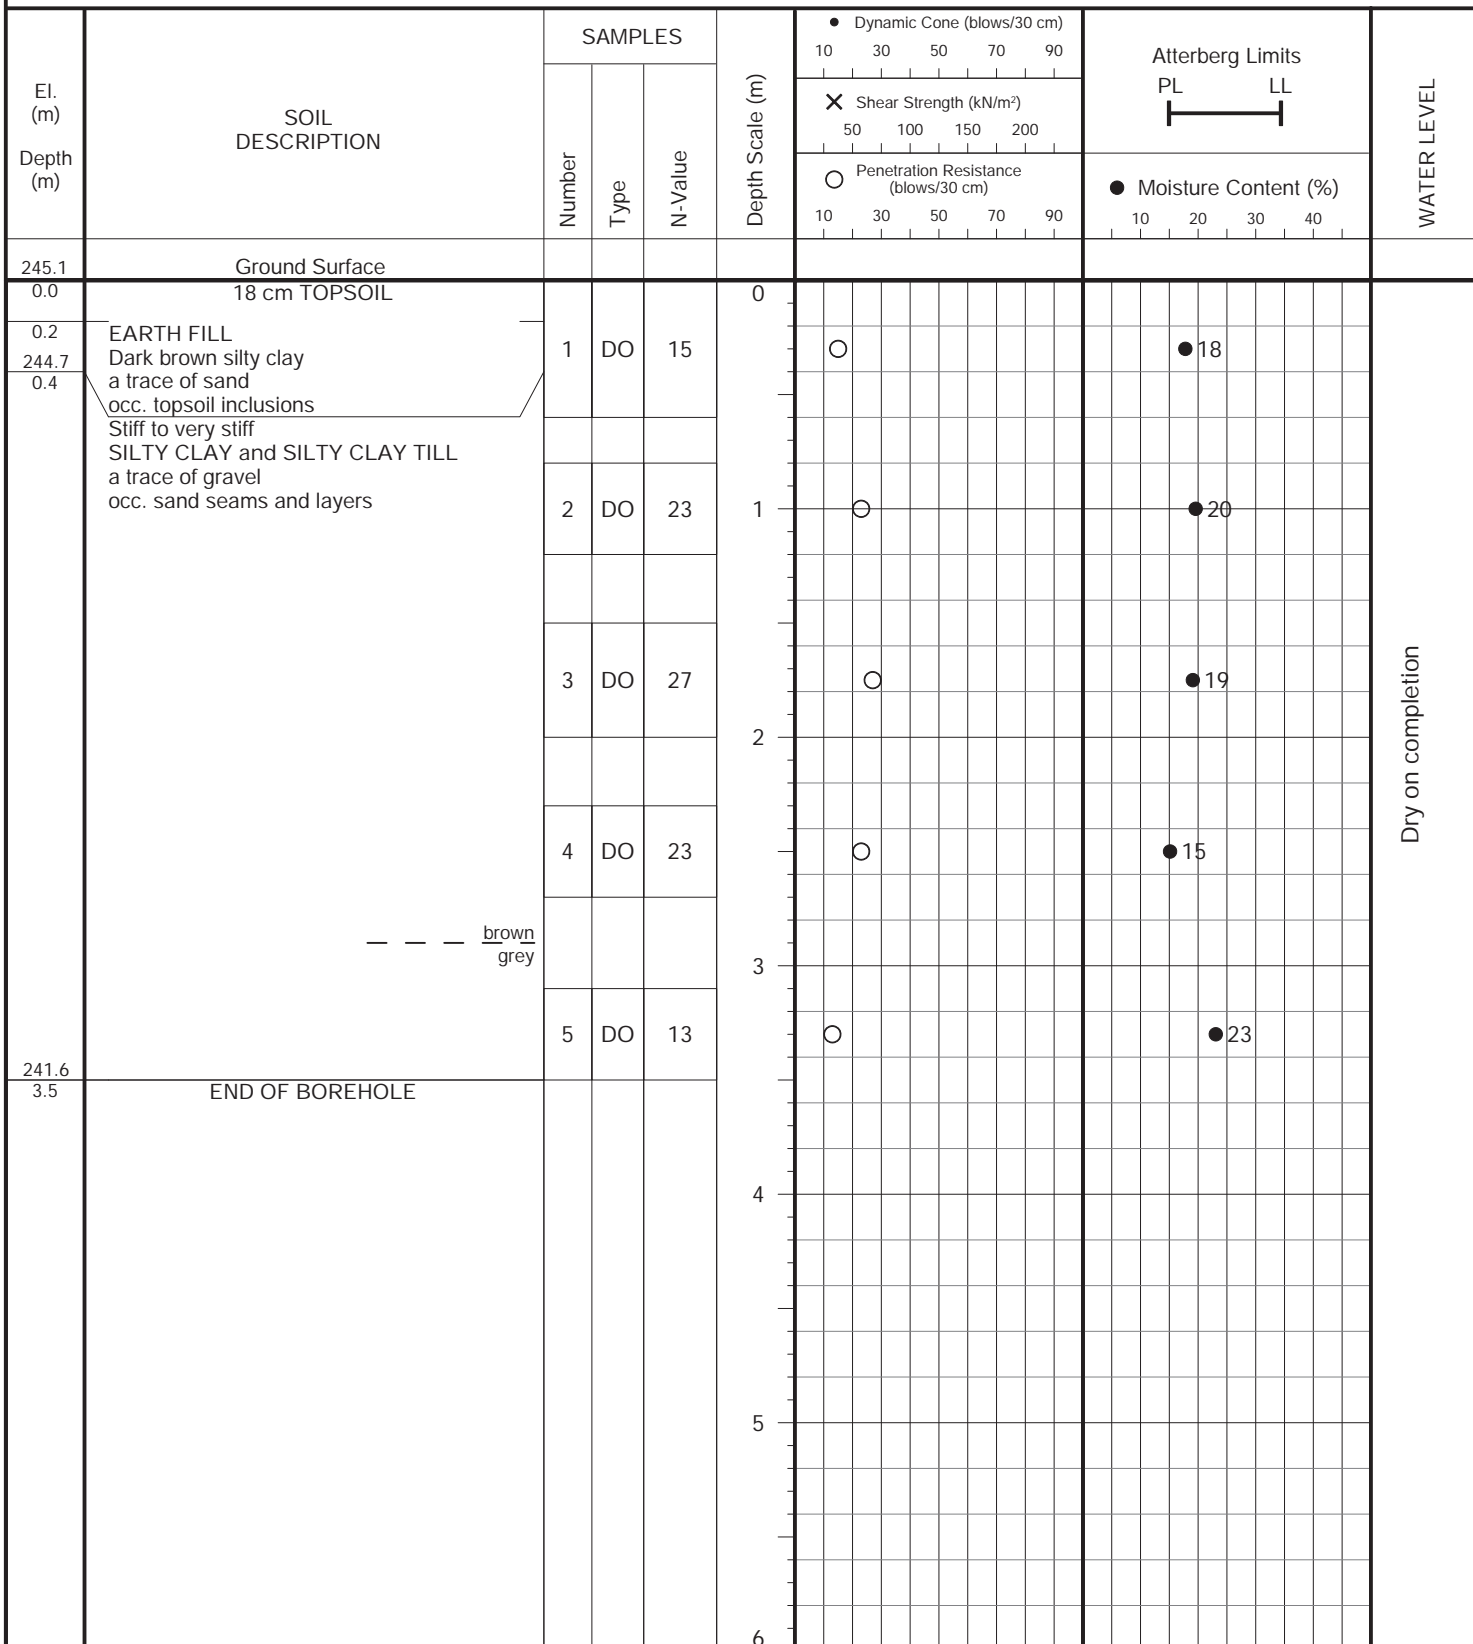 El.
(m)
Depth
(m)
SOIL
DESCRIPTION
SAMPLES
Number
Type
N-Value
Depth Scale (m)
Dynamic Cone (blows/30 cm)
10 30 50 70 90
Shear Strength (kN/m²)
50 100 150 200
Penetration Resistance
(blows/30 cm)
10 30 50 70 90
Atterberg Limits
PL LL
Moisture Content (%)
10 20 30 40
WATER LEVEL
245.1 Ground Surface
0.0 18 cm TOPSOIL 0
0.2 EARTH FILL
Dark brown silty clay 1 DO 15 18
244.7
0.4 a trace of sand
occ. topsoil inclusions
Stiff to very stiff
SILTY CLAY and SILTY CLAY TILL
a trace of gravel
occ. sand seams and layers
2 DO 23 1 20
3 DO 27 19
2
Dry on completion
4 DO 23 15
brown
grey
3
5 DO 13 23
241.6
3.5 END OF BOREHOLE
4
5
6